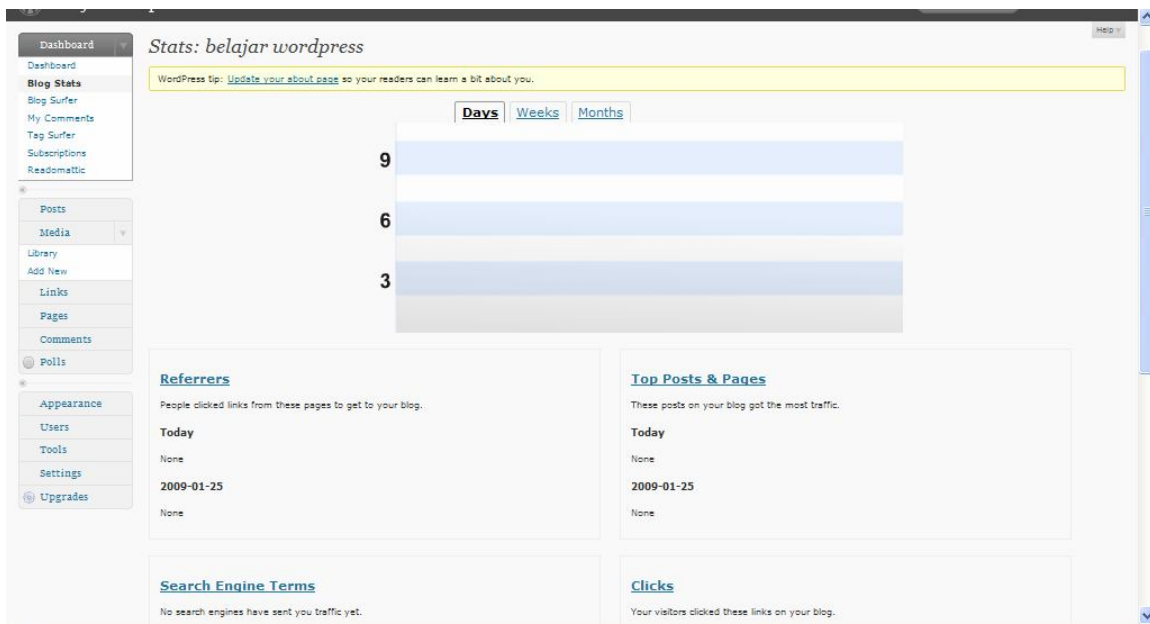 Help
Dashboard
Dashboard
Blog Stats
Blog Surfer
My Comments
Tag Surfer
Subscriptions
Readomattic
Posts
Media
Library
Add New
Links
Pages
Comments
Polls
Appearance
Users
Tools
Settings
Upgrades
Stats: belajar wordpress
WordPress tip: Update your about page so your readers can learn a bit about you.
Days Weeks Months
9
6
3
Referrers
People clicked links from these pages to get to your blog.
Today
None
2009-01-25
None
Top Posts & Pages
These posts on your blog got the most traffic.
Today
None
2009-01-25
None
Search Engine Terms
No search engines have sent you traffic yet.
Clicks
Your visitors clicked these links on your blog.